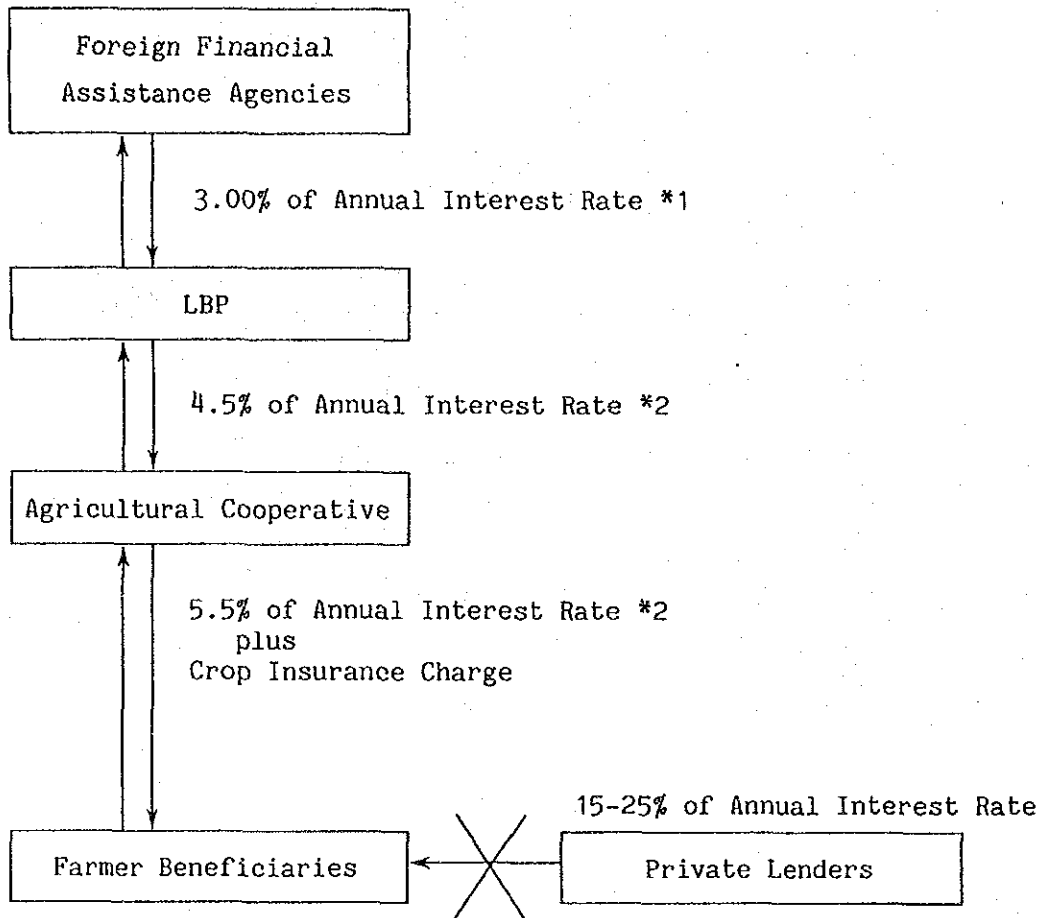 Foreign Financial
Assistance Agencies
3.00% of Annual Interest Rate *1
LBP
4.5% of Annual Interest Rate *2
Agricultural Cooperative
5.5% of Annual Interest Rate *2
plus
Crop Insurance Charge
15-25% of Annual Interest Rate
Farmer Beneficiaries
Private Lenders